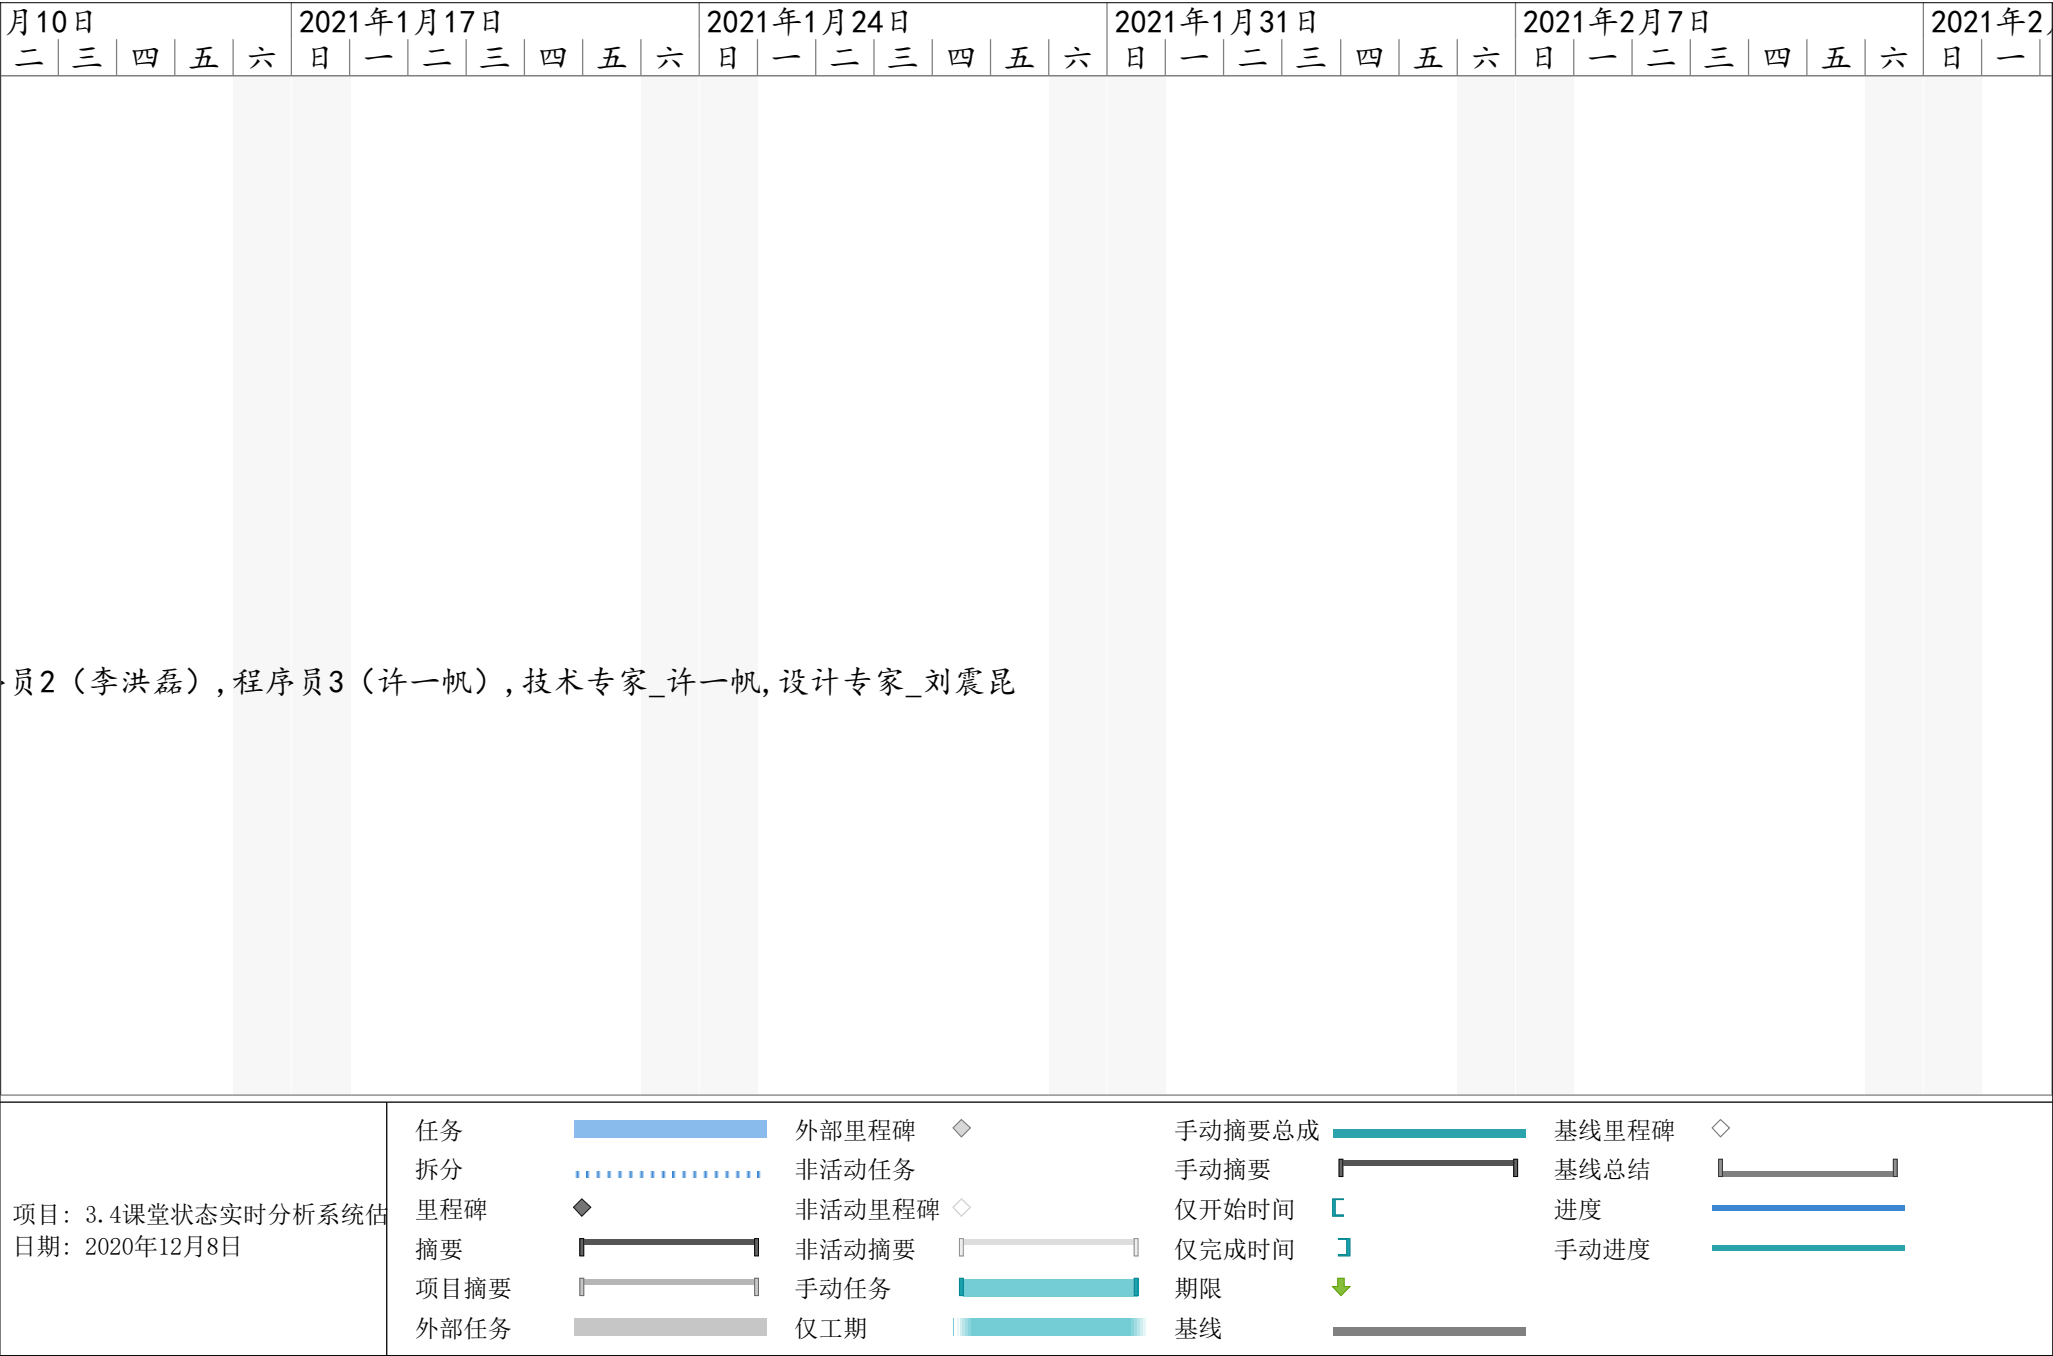 月10日 2021年1月17日 2021年1月24日 2021年1月31日 2021年2月7日 2021年2
二 三 四 五 六 日 一 二 三 四 五 六 日 一 二 三 四 五 六 日 一 二 三 四 五 六 日 一 二 三 四 五 六 日 一
员2（李洪磊）,程序员3（许一帆）,技术专家_许一帆,设计专家_刘震昆
项目: 3.4课堂状态实时分析系统估
日期: 2020年12月8日
任务 外部里程碑 手动摘要总成 基线里程碑
拆分 非活动任务 手动摘要 基线总结
里程碑 非活动里程碑 仅开始时间 进度
摘要 非活动摘要 仅完成时间 手动进度
项目摘要 手动任务 期限
外部任务 仅工期 基线